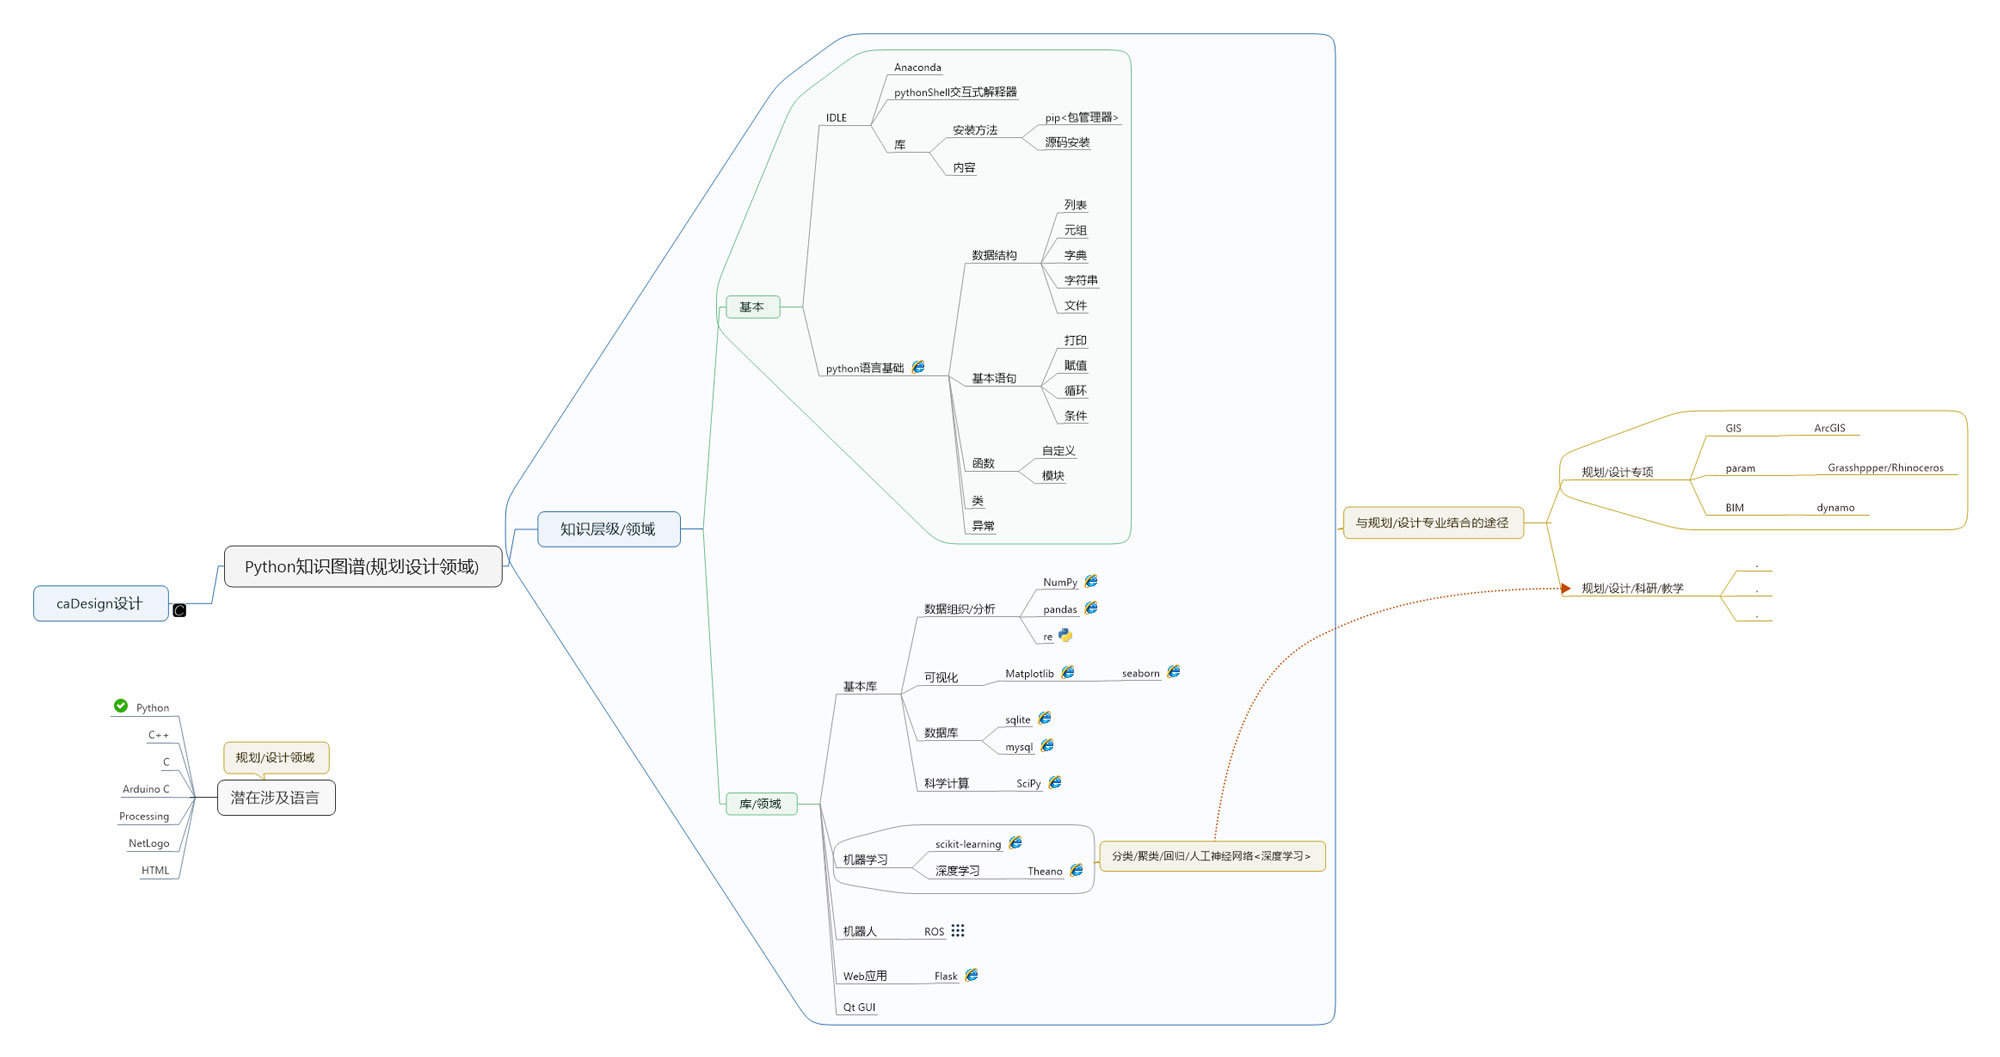 Python知识图谱(规划设计领域)
caDesign设计
知识层级/领域
基本
IDLE
Anaconda
pythonShell交互式解释器
库
安装方法
pip<包管理器>
源码安装
内容
python语言基础
数据结构
列表
元组
字典
字符串
文件
基本语句
打印
赋值
循环
条件
函数
自定义
模块
类
异常
库/领域
基本库
数据组织/分析
NumPy
pandas
re
可视化
Matplotlib
seaborn
数据库
sqlite
mysql
科学计算
SciPy
机器学习
scikit-learning
深度学习
Theano
分类/聚类/回归/人工神经网络<深度学习>
机器人
ROS
Web应用
Flask
Qt GUI
与规划/设计专业结合的途径
规划/设计专项
GIS
ArcGIS
param
Grasshppper/Rhinoceros
BIM
dynamo
规划/设计/科研/教学
.
.
.
规划/设计领域
潜在涉及语言
Python
C++
C
Arduino C
Processing
NetLogo
HTML